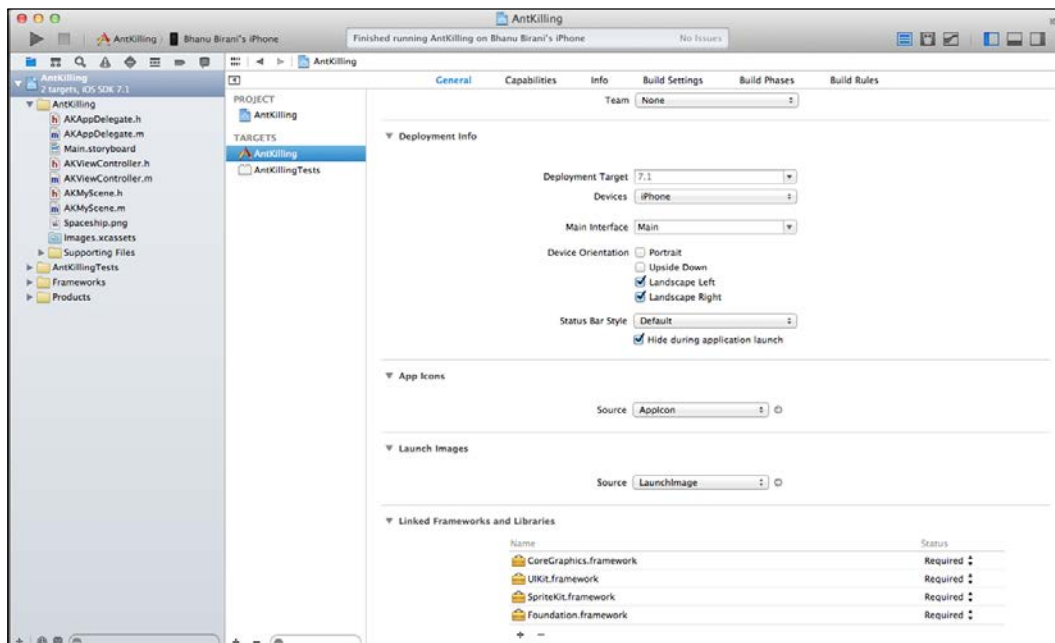 AntKilling
AntKilling
Bhanu Birani's iPhone
Finished running AntKilling on Bhanu Birani's iPhone
No Issues
AntKilling
AntKilling
2 targets, iOS SDK 7.1
AntKilling
AKAppDelegate.h
AKAppDelegate.m
Main.storyboard
AKViewController.h
AKViewController.m
AKMyScene.h
AKMyScene.m
Spaceship.png
Images.xcassets
Supporting Files
AntKillingTests
Frameworks
Products
PROJECT
AntKilling
TARGETS
AntKilling
AntKillingTests
General Capabilities Info Build Settings Build Phases Build Rules
Team None
Deployment Info
Deployment Target 7.1
Devices iPhone
Main Interface Main
Device Orientation Portrait
Upside Down
Landscape Left
Landscape Right
Status Bar Style Default
Hide during application launch
App Icons
Source AppIcon
Launch Images
Source LaunchImage
Linked Frameworks and Libraries
Name Status
CoreGraphics.framework Required
UIKit.framework Required
SpriteKit.framework Required
Foundation.framework Required